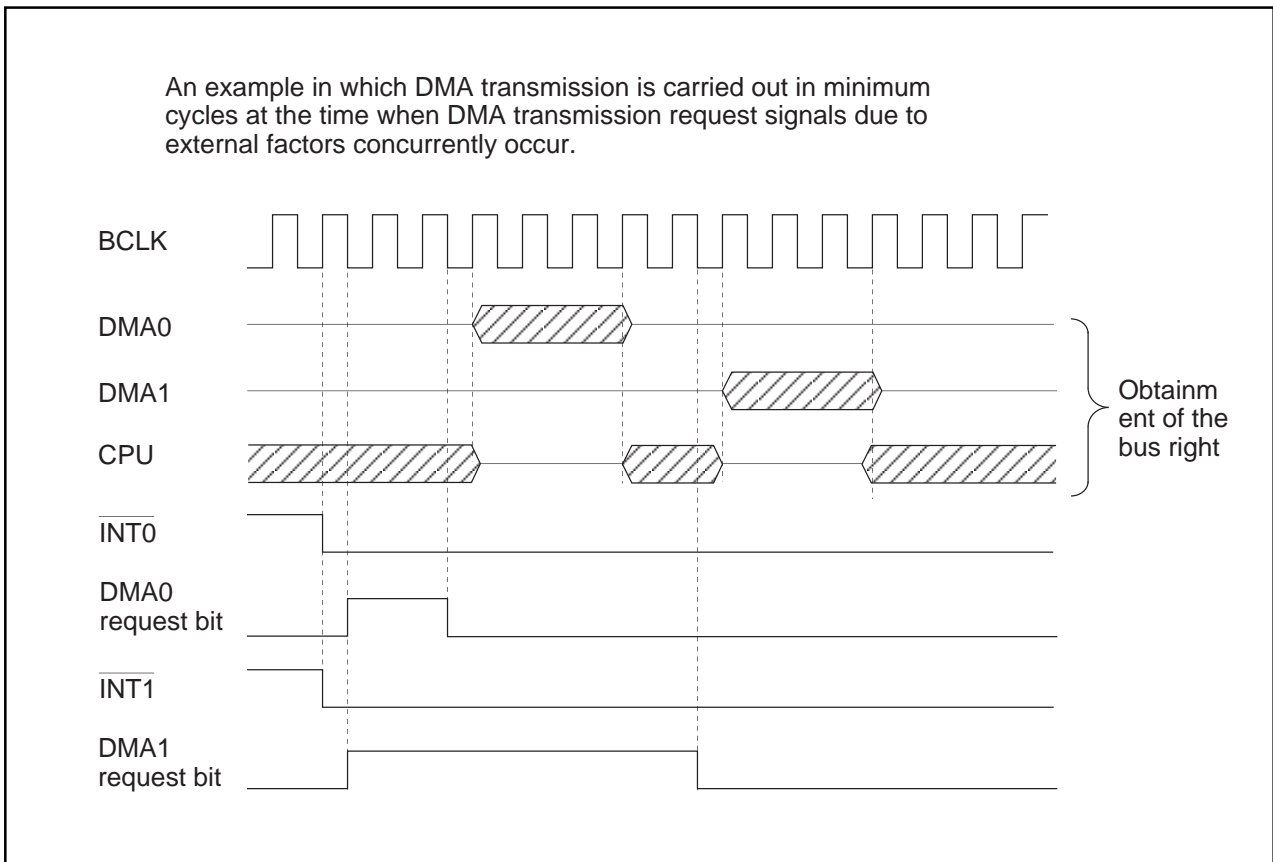 An example in which DMA transmission is carried out in minimum
cycles at the time when DMA transmission request signals due to
external factors concurrently occur.
BCLK
DMA0
DMA1
CPU
Obtainm
ent of the
bus right
INT0
DMA0
request bit
INT1
DMA1
request bit